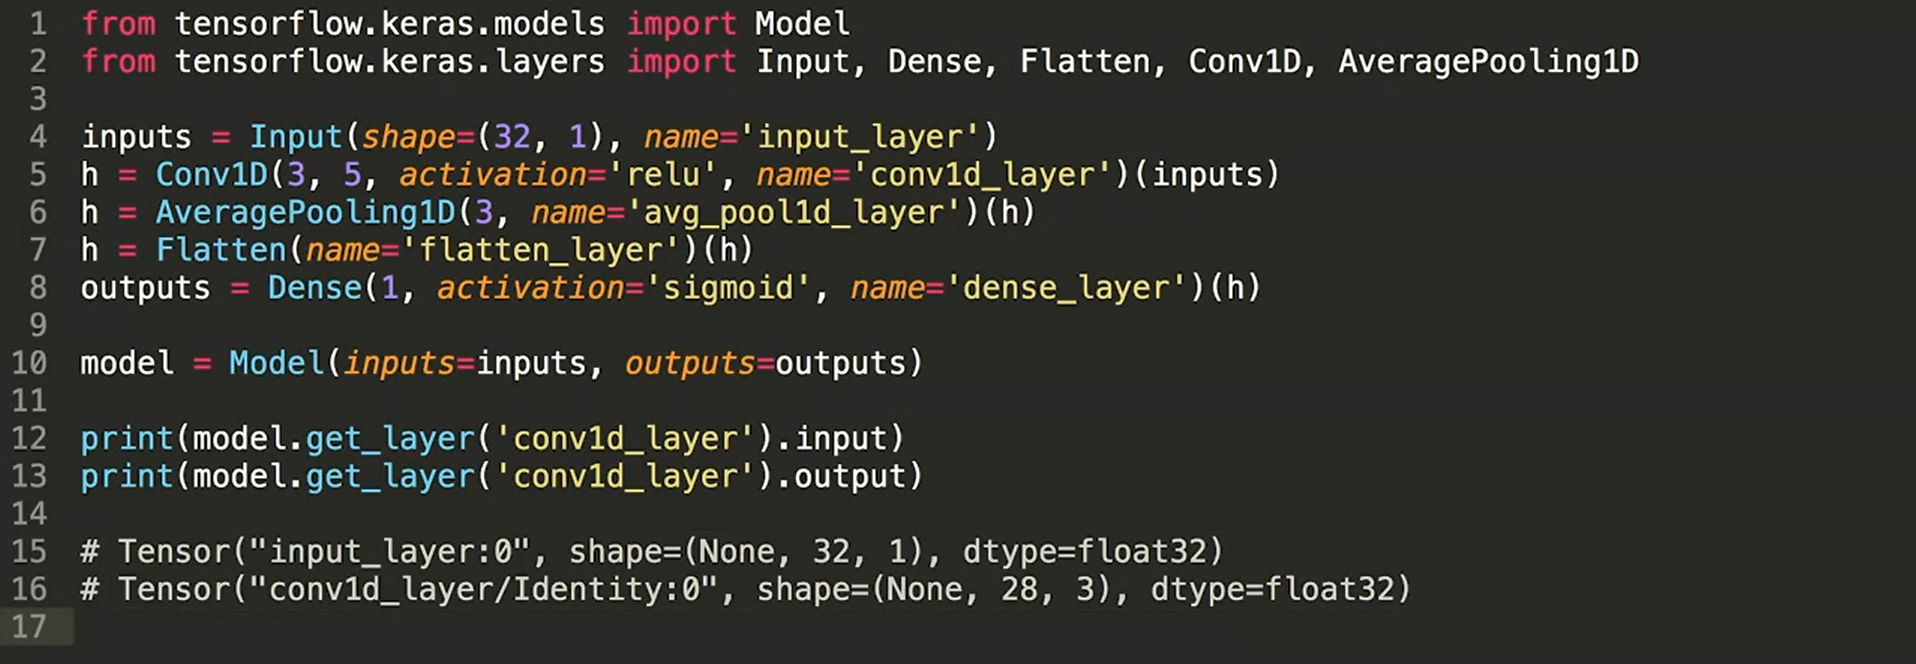 1 from tensorflow.keras.models import Model
2 from tensorflow.keras.layers import Input, Dense, Flatten, Conv1D, AveragePooling1D
3
4 inputs = Input(shape=(32, 1), name='input_layer')
5 h = Conv1D(3, 5, activation='relu', name='conv1d_layer')(inputs)
6 h = AveragePooling1D(3, name='avg_pool1d_layer')(h)
7 h = Flatten(name='flatten_layer')(h)
8 outputs = Dense(1, activation='sigmoid', name='dense_layer')(h)
9
10 model = Model(inputs=inputs, outputs=outputs)
11
12 print(model.get_layer('conv1d_layer').input)
13 print(model.get_layer('conv1d_layer').output)
14
15 # Tensor("input_layer:0", shape=(None, 32, 1), dtype=float32)
16 # Tensor("conv1d_layer/Identity:0", shape=(None, 28, 3), dtype=float32)
17